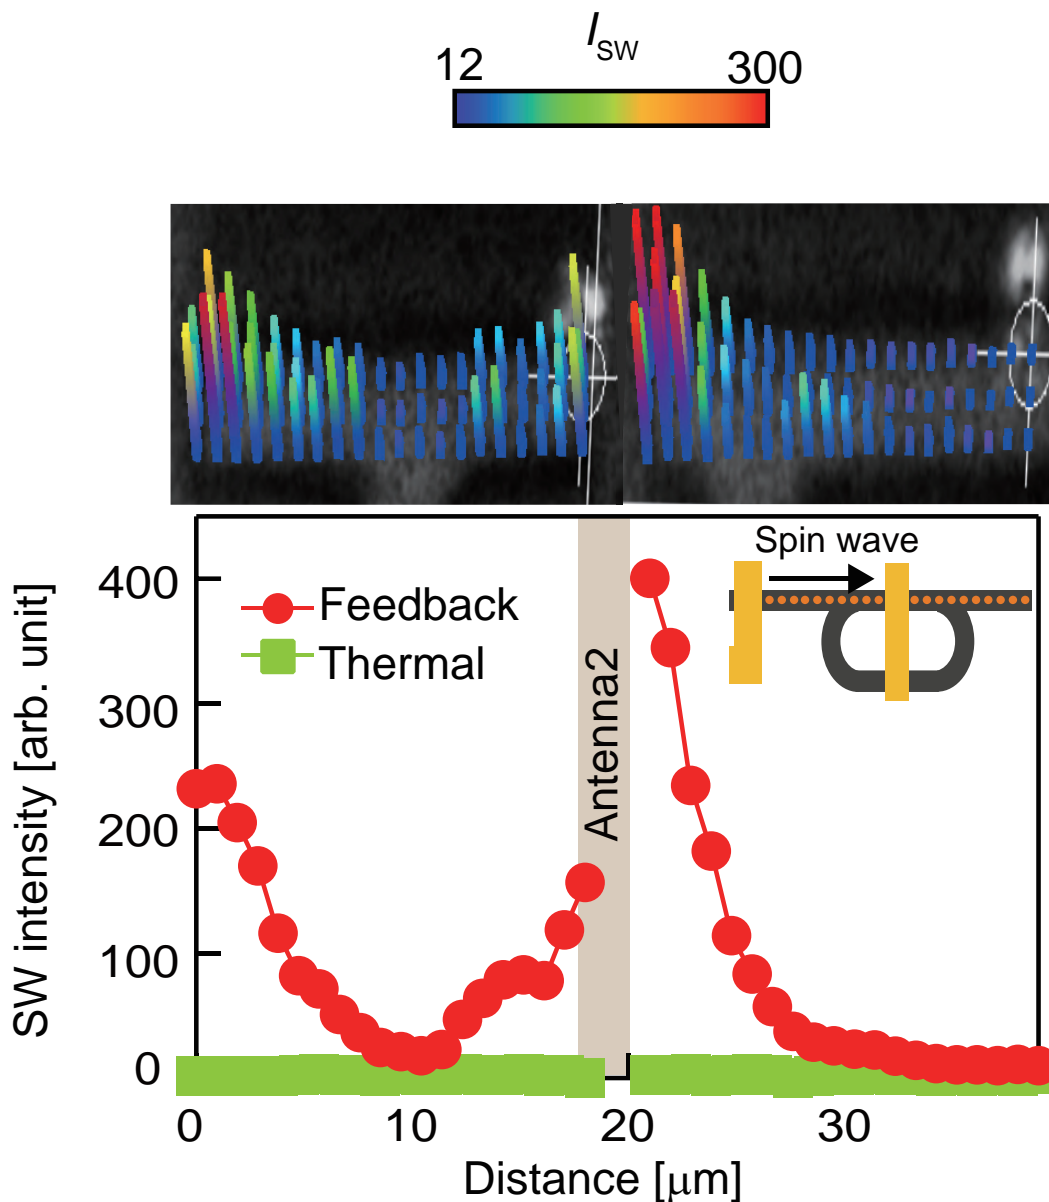 I_SW
12 300
Spin wave
Feedback
Thermal
Antenna2
SW intensity [arb. unit]
400
300
200
100
0
0 10 20 30
Distance [μm]